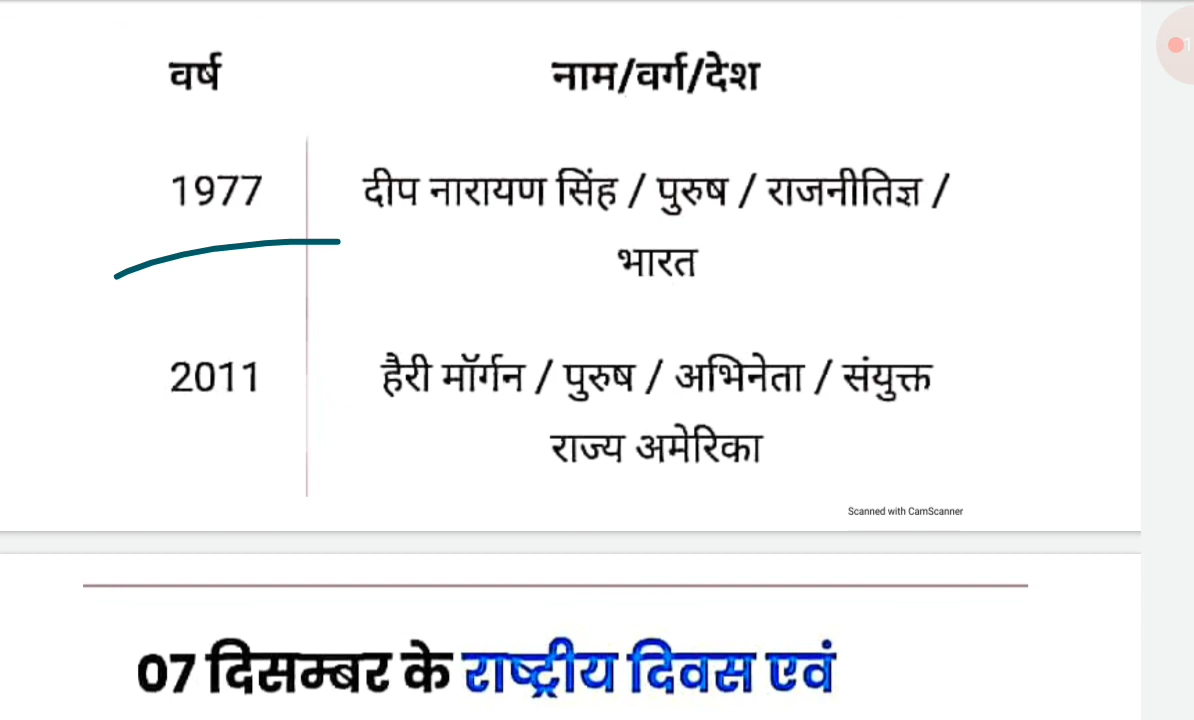 वर्ष नाम/वर्ग/देश
1977 दीप नारायण सिंह / पुरुष / राजनीतिज्ञ /
भारत
2011 हैरी मॉर्गन / पुरुष / अभिनेता / संयुक्त
राज्य अमेरिका
Scanned with CamScanner
07 दिसम्बर के राष्ट्रीय दिवस एवं